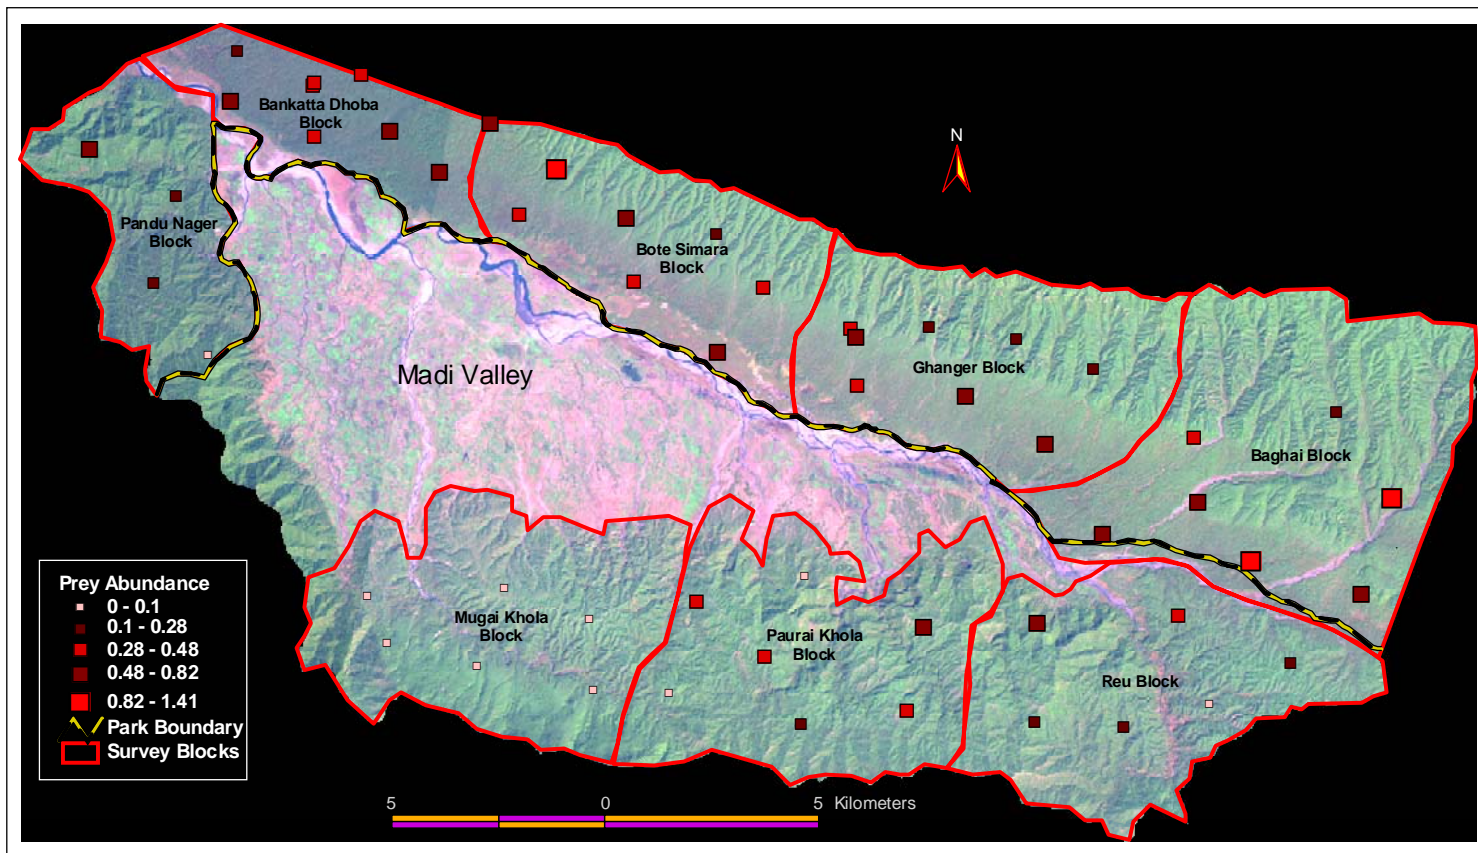 N
Bankatta Dhoba
Block
Pandu Nager
Block
Bote Simara
Block
Ghanger Block
Madi Valley
Baghai Block
Mugai Khola
Block
Paurai Khola
Block
Reu Block
Prey Abundance
0 - 0.1
0.1 - 0.28
0.28 - 0.48
0.48 - 0.82
0.82 - 1.41
Park Boundary
Survey Blocks
5 0 5 Kilometers